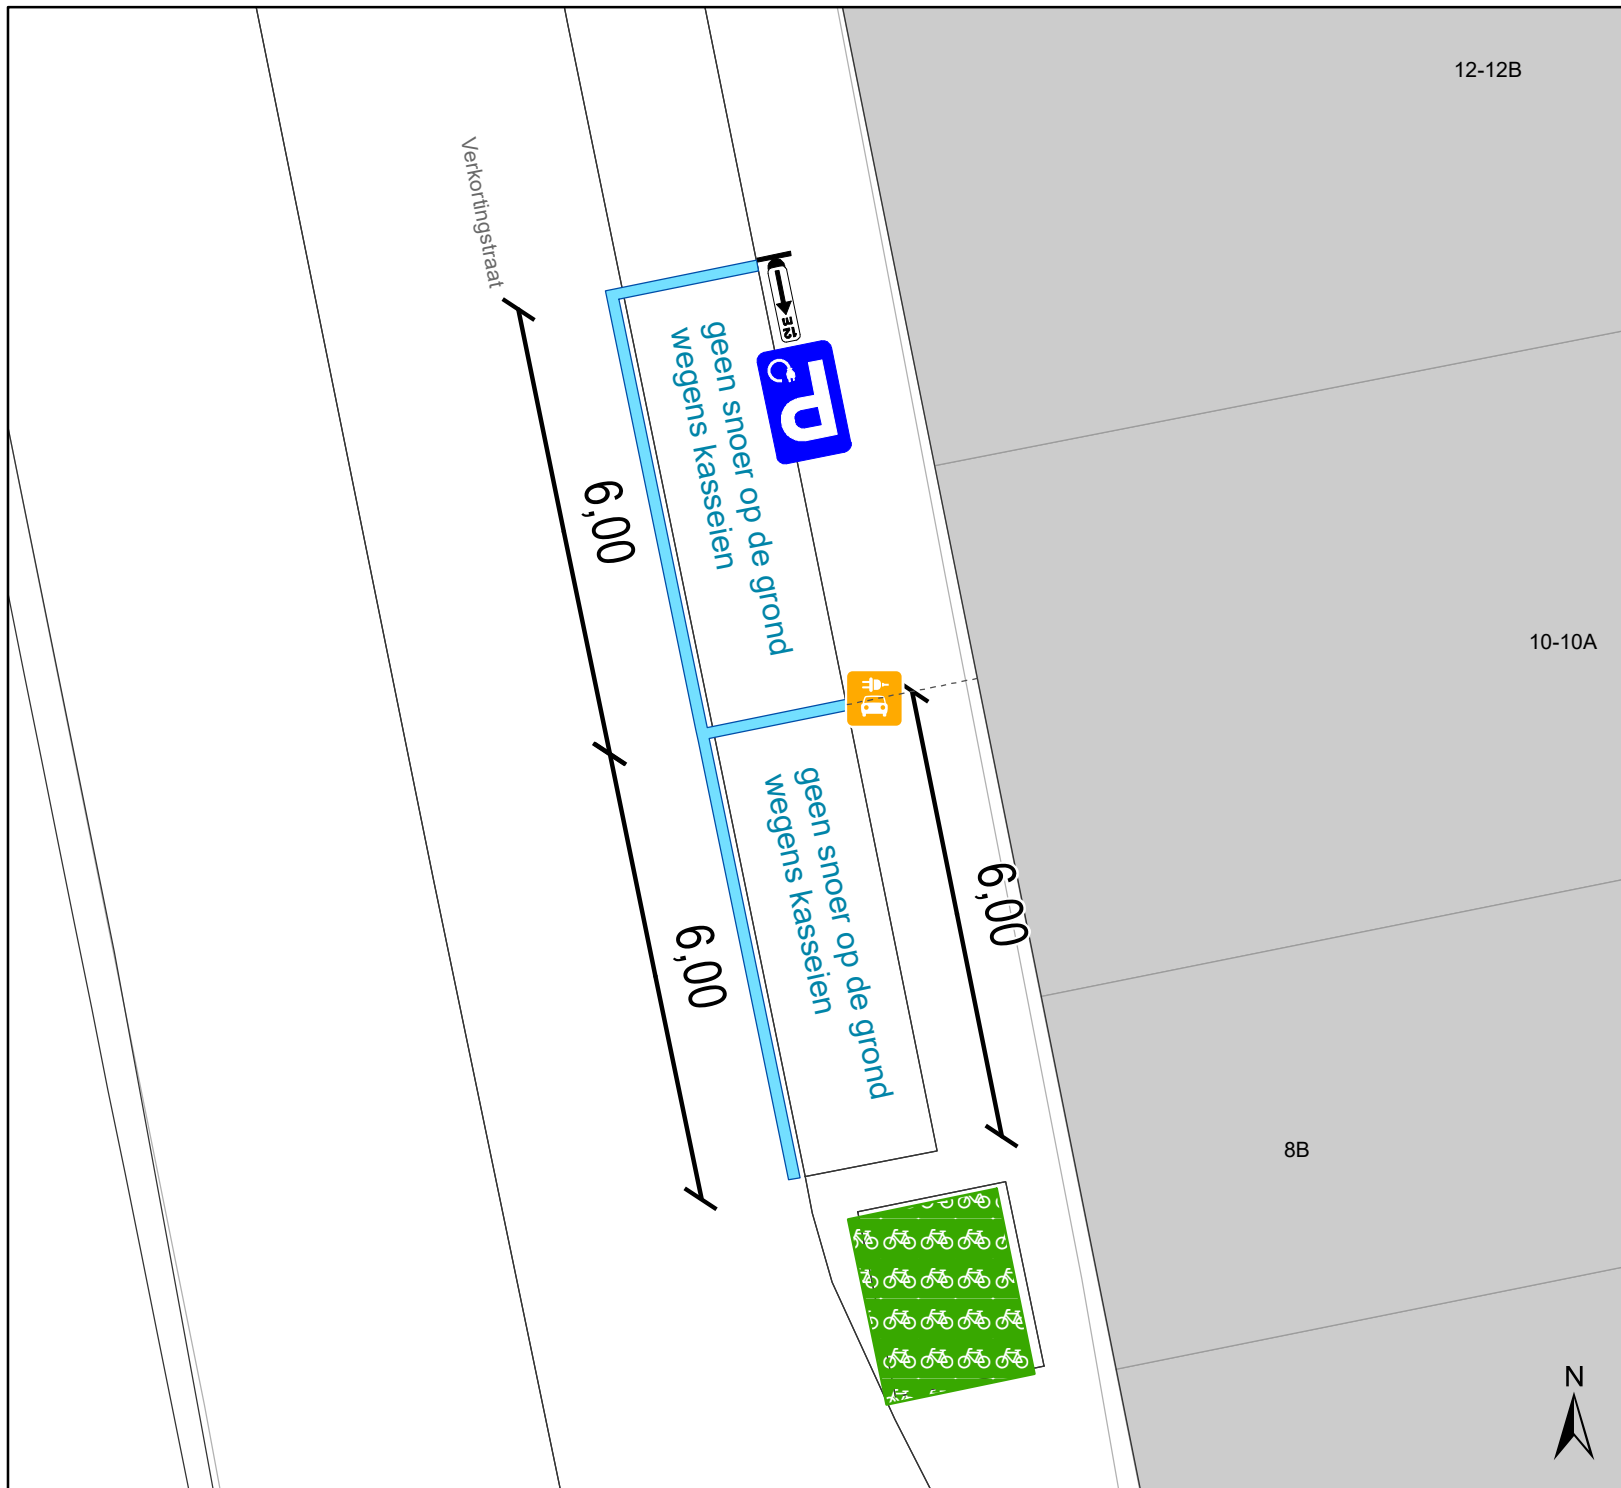 12-12B
Verkortingstraat
12m
P
geen snoer op de grond
wegens kasseien
6,00
10-10A
geen snoer op de grond
wegens kasseien
6,00
6,00
8B
N